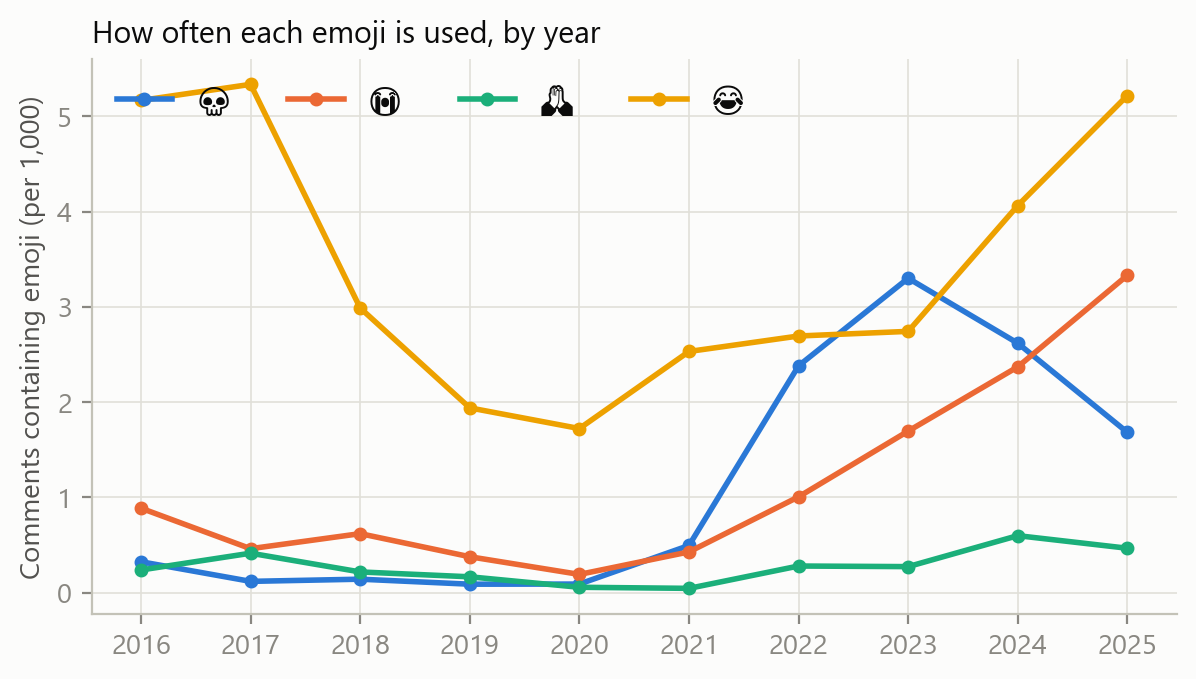 How often each emoji is used, by year
💀 😭 🙏 😂
Comments containing emoji (per 1,000)
5
4
3
2
1
0
2016 2017 2018 2019 2020 2021 2022 2023 2024 2025